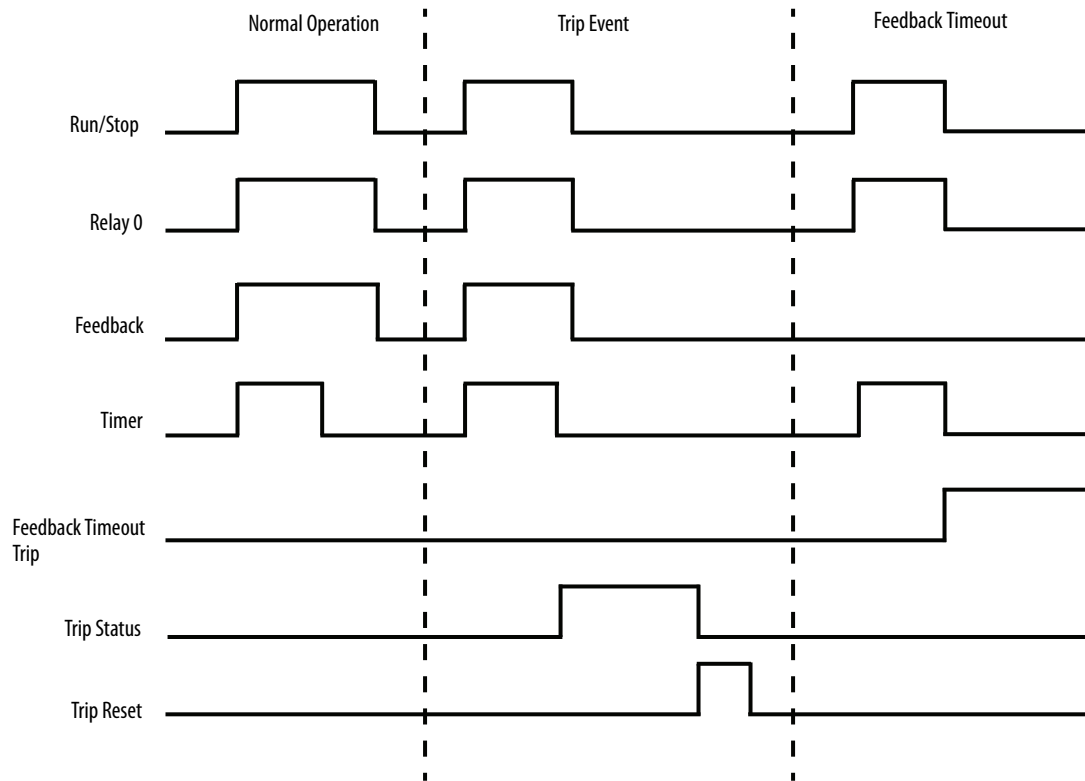 Normal Operation
Trip Event
Feedback Timeout
Run/Stop
Relay 0
Feedback
Timer
Feedback Timeout
Trip
Trip Status
Trip Reset